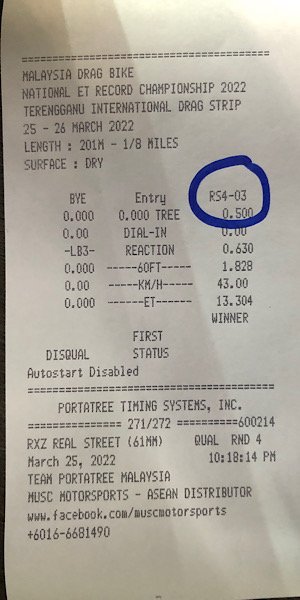 ========================================
MALAYSIA DRAG BIKE
NATIONAL ET RECORD CHAMPIONSHIP 2022
TERENGGANU INTERNATIONAL DRAG STRIP
25 - 26 MARCH 2022
LENGTH : 201M - 1/8 MILES
SURFACE : DRY
BYE Entry RS4-03
0.000 0.000 TREE 0.500
0.00 DIAL-IN 0.00
-LB3- REACTION 0.630
0.000 ------60FT------ 1.828
0.00 ------KM/H----- 43.00
0.000 -------ET------- 13.304
WINNER
FIRST
DISQUAL STATUS
Autostart Disabled
========================================
PORTATREE TIMING SYSTEMS, INC.
=============== 271/272 ==========600214
RXZ REAL STREET (61MM) QUAL RND 4
March 25, 2022 10:18:14 PM
TEAM PORTATREE MALAYSIA
MUSC MOTORSPORTS - ASEAN DISTRIBUTOR
www.facebook.com/muscmotorsports
+6016-6681490